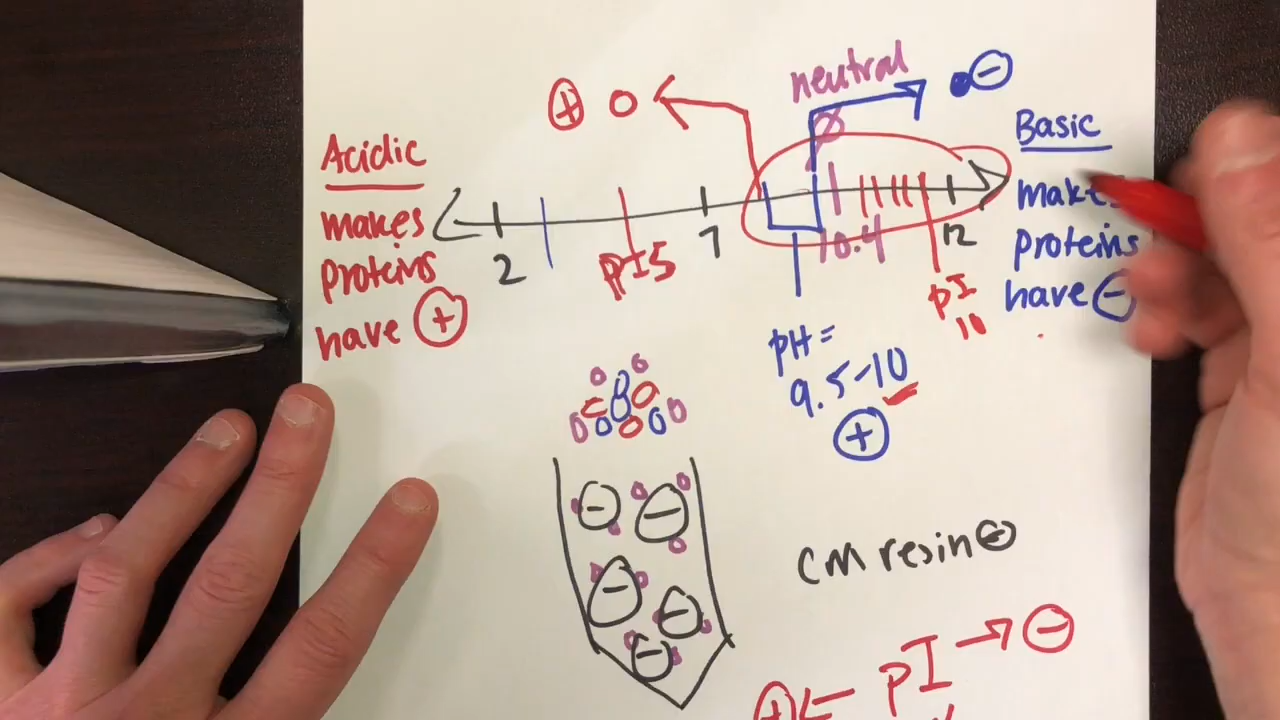 neutral
⊕ O
⊖
Acidic
makes
proteins
have ⊕
Basic
makes
proteins
have ⊖
2
pI 5
7
10.4
12
pI
10
pH =
9.5-10
⊕
CM resin ⊖
pI → ⊖
⊕ ←